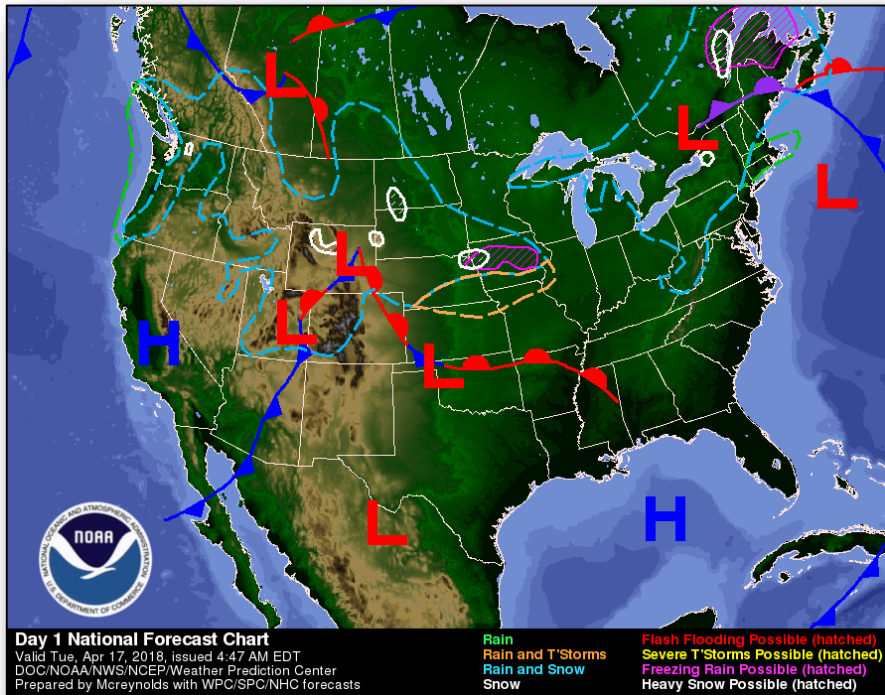 L
L
L
L
L
L
H
L
L
H
NOAA
NATIONAL OCEANIC AND ATMOSPHERIC ADMINISTRATION
U.S. DEPARTMENT OF COMMERCE
Day 1 National Forecast Chart
Valid Tue, Apr 17, 2018, issued 4:47 AM EDT
DOC/NOAA/NWS/NCEP/Weather Prediction Center
Prepared by Mcreynolds with WPC/SPC/NHC forecasts
Rain
Rain and T'Storms
Rain and Snow
Snow
Flash Flooding Possible (hatched)
Severe T'Storms Possible (hatched)
Freezing Rain Possible (hatched)
Heavy Snow Possible (hatched)